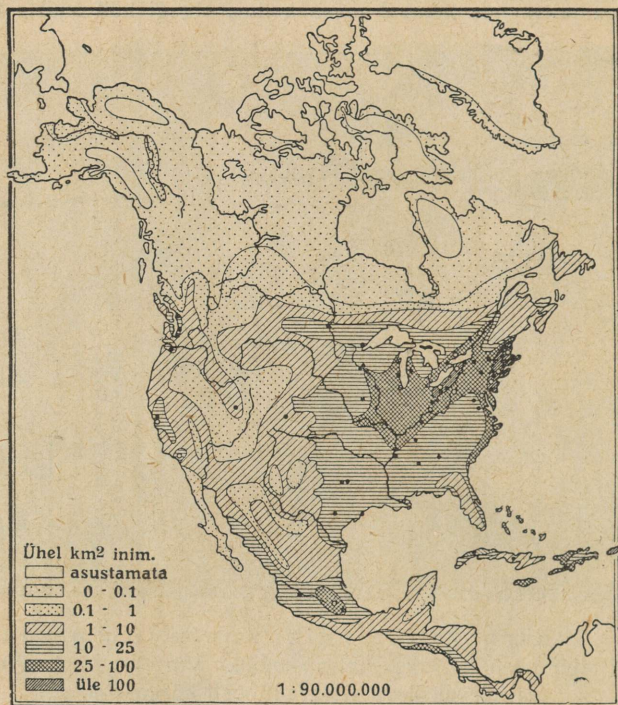 Ühel km² inim.
asustamata
0 - 0.1
0.1 - 1
1 - 10
10 - 25
25 - 100
üle 100
1 : 90.000.000